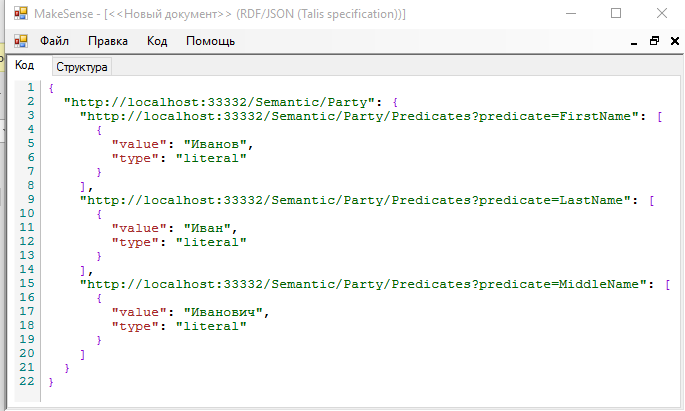 MakeSense - [<<Новый документ>> (RDF/JSON (Talis specification))]
Файл Правка Код Помощь
Код Структура
1 {
2 "http://localhost:33332/Semantic/Party": {
3 "http://localhost:33332/Semantic/Party/Predicates?predicate=FirstName": [
4 {
5 "value": "Иванов",
6 "type": "literal"
7 }
8 ],
9 "http://localhost:33332/Semantic/Party/Predicates?predicate=LastName": [
10 {
11 "value": "Иван",
12 "type": "literal"
13 }
14 ],
15 "http://localhost:33332/Semantic/Party/Predicates?predicate=MiddleName": [
16 {
17 "value": "Иванович",
18 "type": "literal"
19 }
20 ]
21 }
22 }